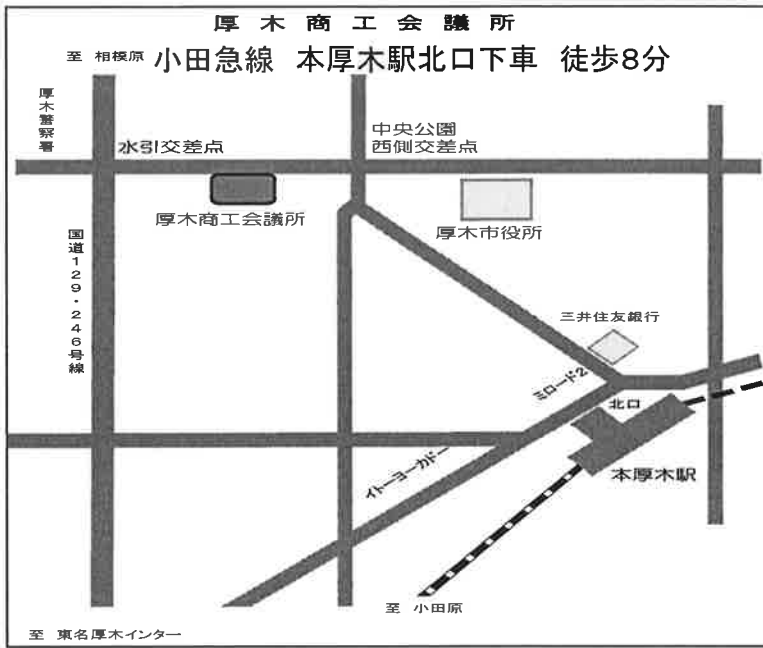 厚木商工会議所
至 相模原
小田急線 本厚木駅北口下車 徒歩8分
厚木警察署
水引交差点
中央公園
西側交差点
厚木商工会議所
厚木市役所
国道129・246号線
三井住友銀行
ミロード2
北口
イトーヨーカドー
本厚木駅
至 小田原
至 東名厚木インター